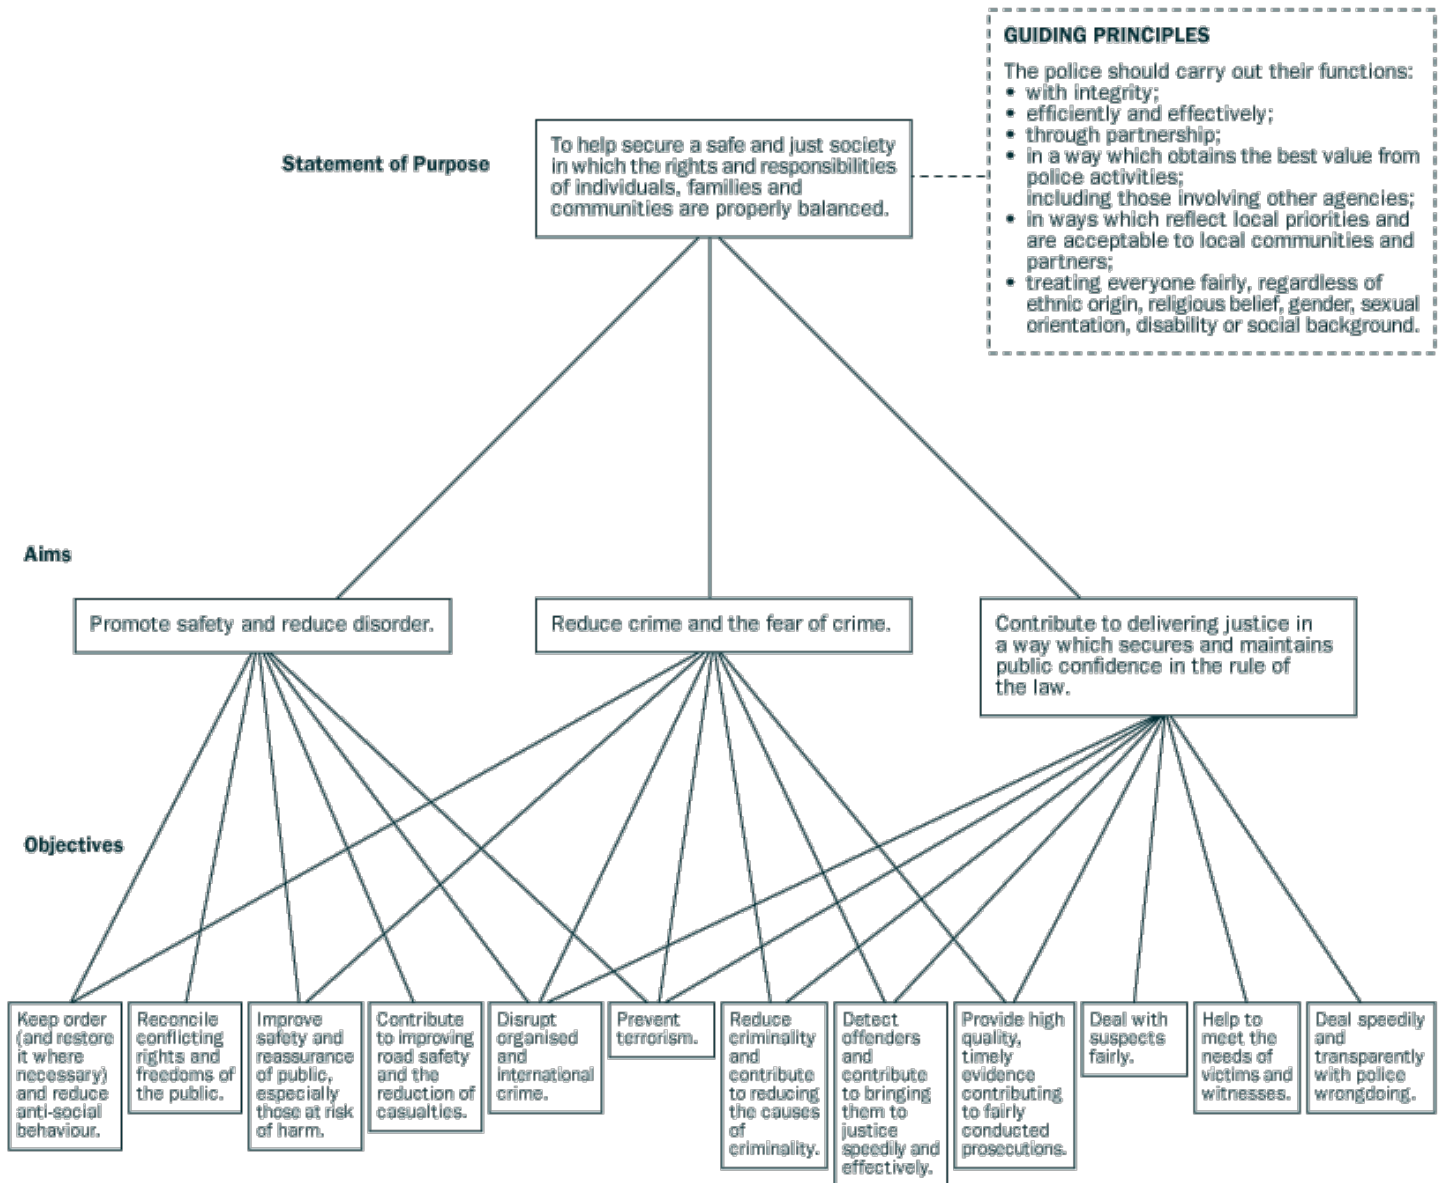 GUIDING PRINCIPLES
The police should carry out their functions:
• with integrity;
• efficiently and effectively;
• through partnership;
• in a way which obtains the best value from
police activities;
including those involving other agencies;
• in ways which reflect local priorities and
are acceptable to local communities and
partners;
• treating everyone fairly, regardless of
ethnic origin, religious belief, gender, sexual
orientation, disability or social background.
Statement of Purpose
To help secure a safe and just society
in which the rights and responsibilities
of individuals, families and
communities are properly balanced.
Aims
Promote safety and reduce disorder.
Reduce crime and the fear of crime.
Contribute to delivering justice in
a way which secures and maintains
public confidence in the rule of
the law.
Objectives
Keep order
(and restore
it where
necessary)
and reduce
anti-social
behaviour.
Reconcile
conflicting
rights and
freedoms of
the public.
Improve
safety and
reassurance
of public,
especially
those at risk
of harm.
Contribute
to improving
road safety
and the
reduction of
casualties.
Disrupt
organised
and
international
crime.
Prevent
terrorism.
Reduce
criminality
and
contribute
to reducing
the causes
of
criminality.
Detect
offenders
and
contribute
to bringing
them to
justice
speedily and
effectively.
Provide high
quality,
timely
evidence
contributing
to fairly
conducted
prosecutions.
Deal with
suspects
fairly.
Help to
meet the
needs of
victims and
witnesses.
Deal speedily
and
transparently
with police
wrongdoing.